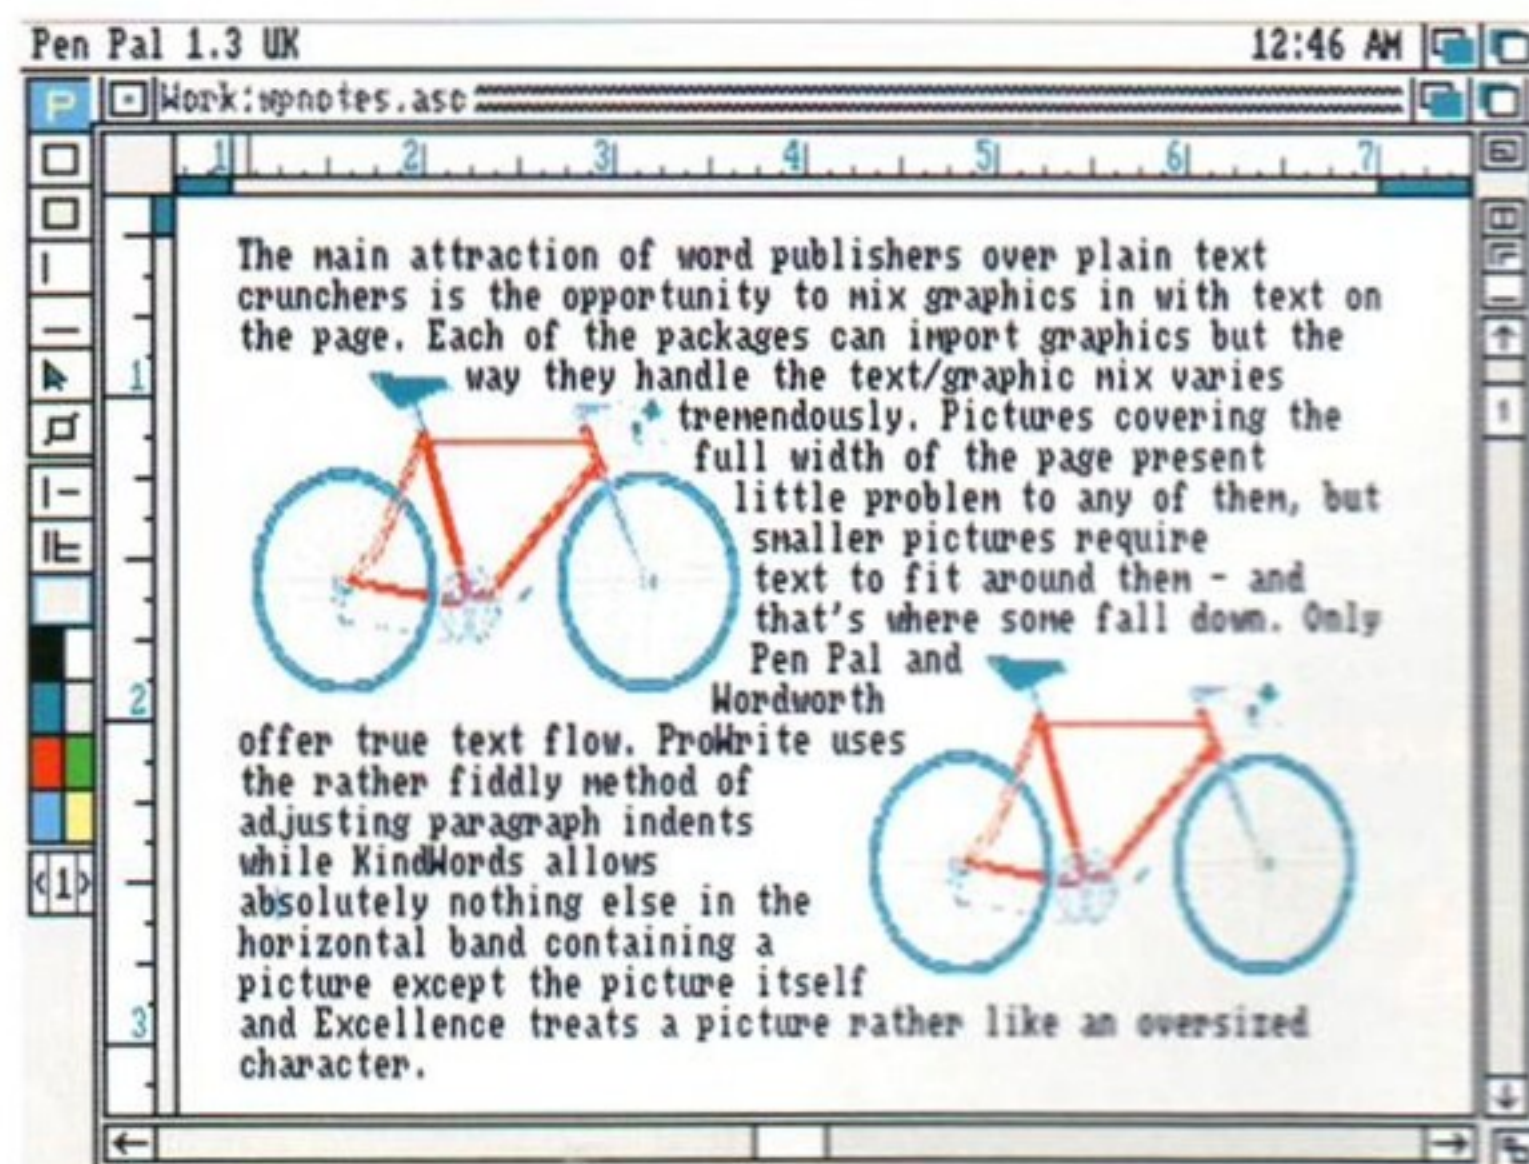 Pen Pal 1.3 UK 12:46 AM
P Work:wpnotes.asc
1 2 3 4 5 6 7
The main attraction of word publishers over plain text
crunchers is the opportunity to mix graphics in with text on
the page. Each of the packages can import graphics but the
1 way they handle the text/graphic mix varies
tremendously. Pictures covering the
1
full width of the page present
little problem to any of them, but
smaller pictures require
text to fit around them - and
that's where some fall down. Only
Pen Pal and
2 Wordworth
offer true text flow. ProWrite uses
the rather fiddly method of
adjusting paragraph indents
while KindWords allows
<1>
absolutely nothing else in the
horizontal band containing a
picture except the picture itself
3 and Excellence treats a picture rather like an oversized
character.